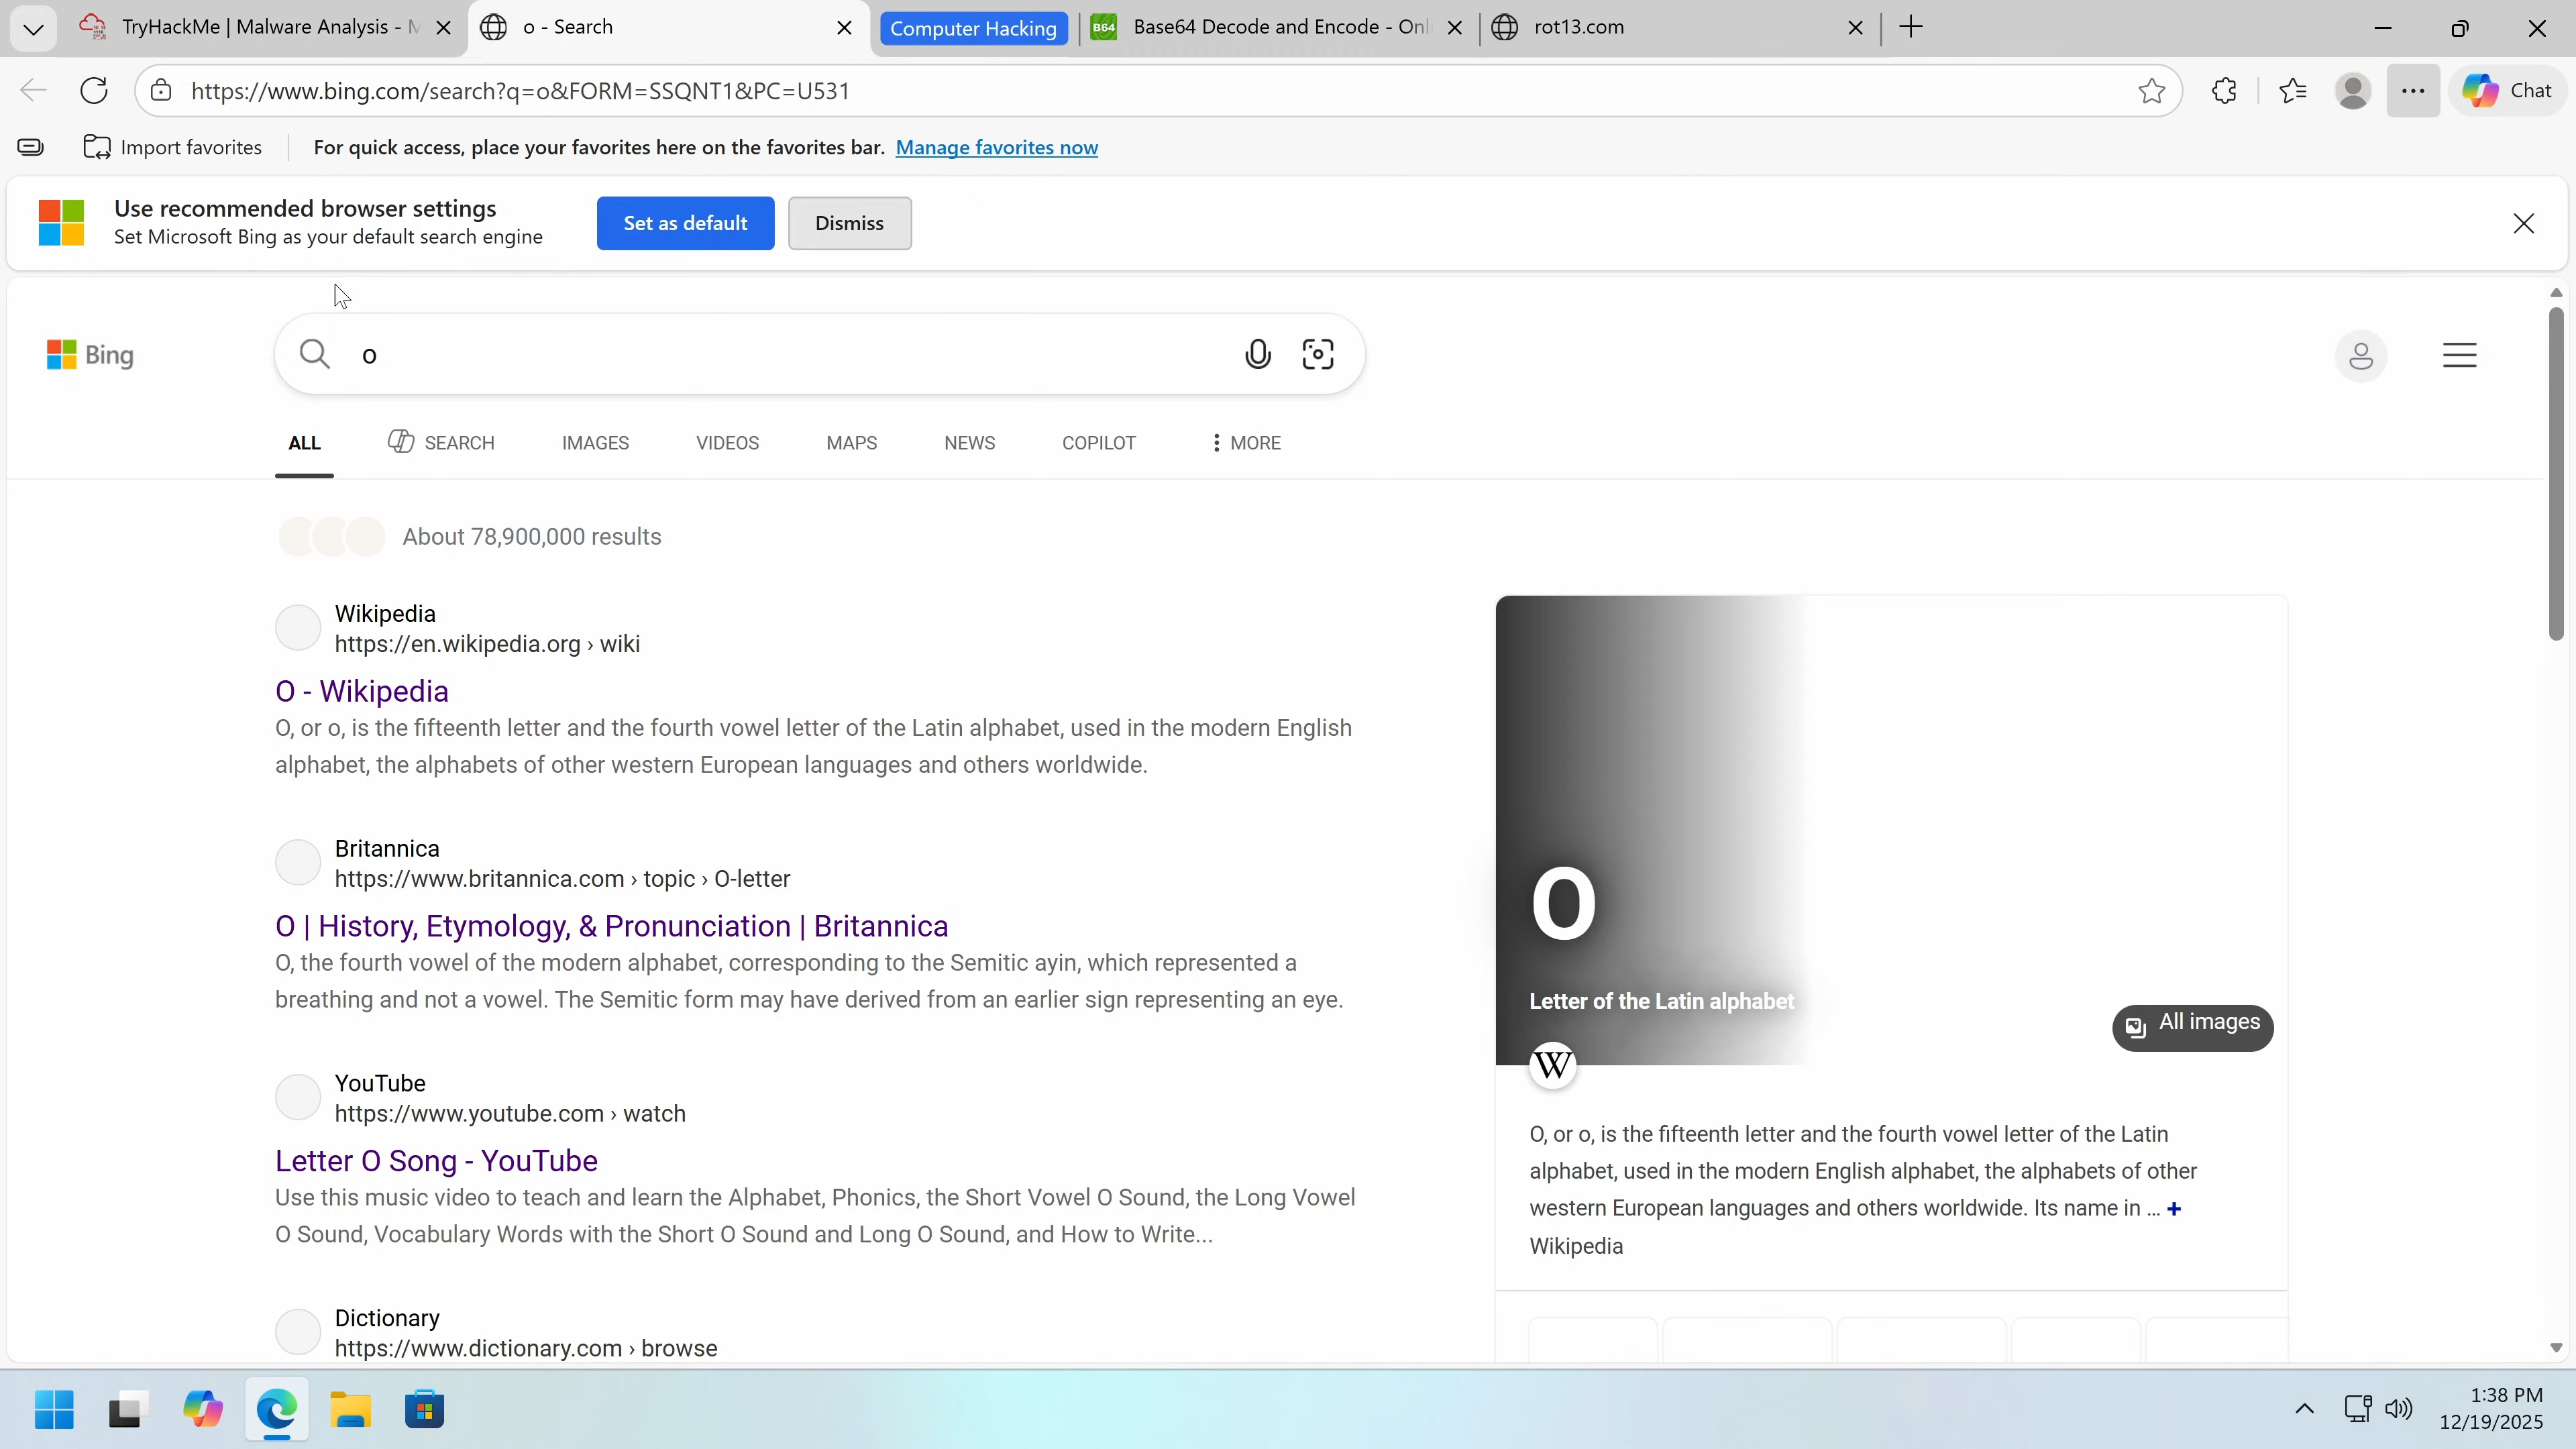 TryHackMe | Malware Analysis - M
o - Search
Computer Hacking
B64
Base64 Decode and Encode - Onl
rot13.com
https://www.bing.com/search?q=o&FORM=SSQNT1&PC=U531
Chat
Import favorites
For quick access, place your favorites here on the favorites bar. Manage favorites now
Use recommended browser settings
Set Microsoft Bing as your default search engine
Set as default
Dismiss
Bing
o
ALL
SEARCH
IMAGES
VIDEOS
MAPS
NEWS
COPILOT
MORE
About 78,900,000 results
Wikipedia
https://en.wikipedia.org › wiki
O - Wikipedia
O, or o, is the fifteenth letter and the fourth vowel letter of the Latin alphabet, used in the modern English
alphabet, the alphabets of other western European languages and others worldwide.
Britannica
https://www.britannica.com › topic › O-letter
O | History, Etymology, & Pronunciation | Britannica
O, the fourth vowel of the modern alphabet, corresponding to the Semitic ayin, which represented a
breathing and not a vowel. The Semitic form may have derived from an earlier sign representing an eye.
YouTube
https://www.youtube.com › watch
Letter O Song - YouTube
Use this music video to teach and learn the Alphabet, Phonics, the Short Vowel O Sound, the Long Vowel
O Sound, Vocabulary Words with the Short O Sound and Long O Sound, and How to Write...
Dictionary
https://www.dictionary.com › browse
O
Letter of the Latin alphabet
All images
W
O, or o, is the fifteenth letter and the fourth vowel letter of the Latin
alphabet, used in the modern English alphabet, the alphabets of other
western European languages and others worldwide. Its name in ... +
Wikipedia
1:38 PM
12/19/2025